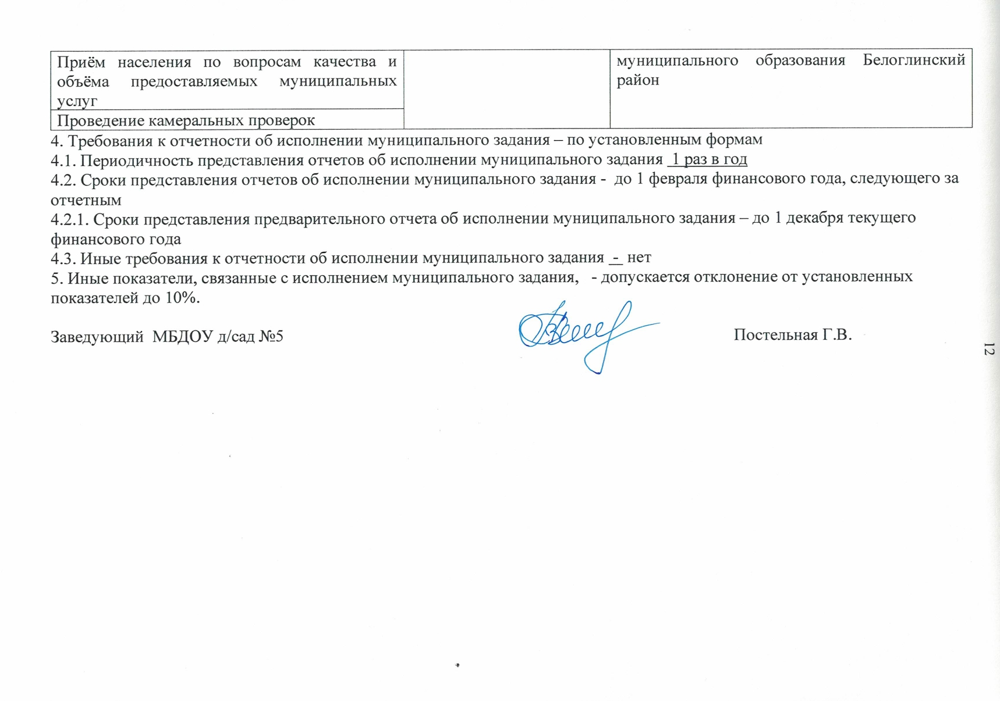 Приём населения по вопросам качества и
объёма предоставляемых муниципальных
услуг
муниципального образования Белоглинский
район
Проведение камеральных проверок
4. Требования к отчетности об исполнении муниципального задания – по установленным формам
4.1. Периодичность представления отчетов об исполнении муниципального задания 1 раз в год
4.2. Сроки представления отчетов об исполнении муниципального задания - до 1 февраля финансового года, следующего за
отчетным
4.2.1. Сроки представления предварительного отчета об исполнении муниципального задания – до 1 декабря текущего
финансового года
4.3. Иные требования к отчетности об исполнении муниципального задания _-_ нет
5. Иные показатели, связанные с исполнением муниципального задания, - допускается отклонение от установленных
показателей до 10%.
Заведующий МБДОУ д/сад №5 Постельная Г.В.
12